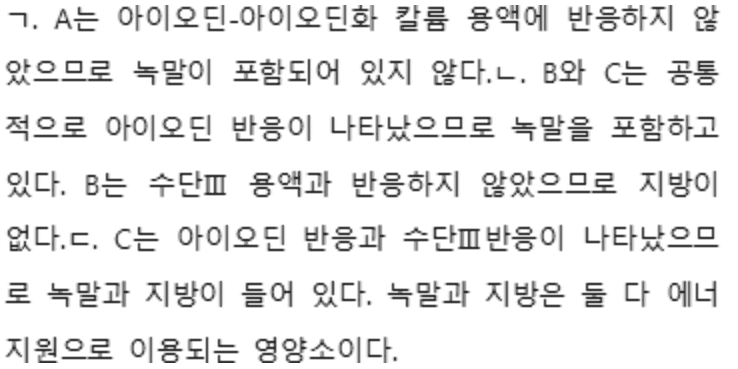 ㄱ. A는 아이오딘-아이오딘화 칼륨 용액에 반응하지 않
았으므로 녹말이 포함되어 있지 않다.ㄴ. B와 C는 공통
적으로 아이오딘 반응이 나타났으므로 녹말을 포함하고
있다. B는 수단Ⅲ 용액과 반응하지 않았으므로 지방이
없다.ㄷ. C는 아이오딘 반응과 수단Ⅲ반응이 나타났으므
로 녹말과 지방이 들어 있다. 녹말과 지방은 둘 다 에너
지원으로 이용되는 영양소이다.